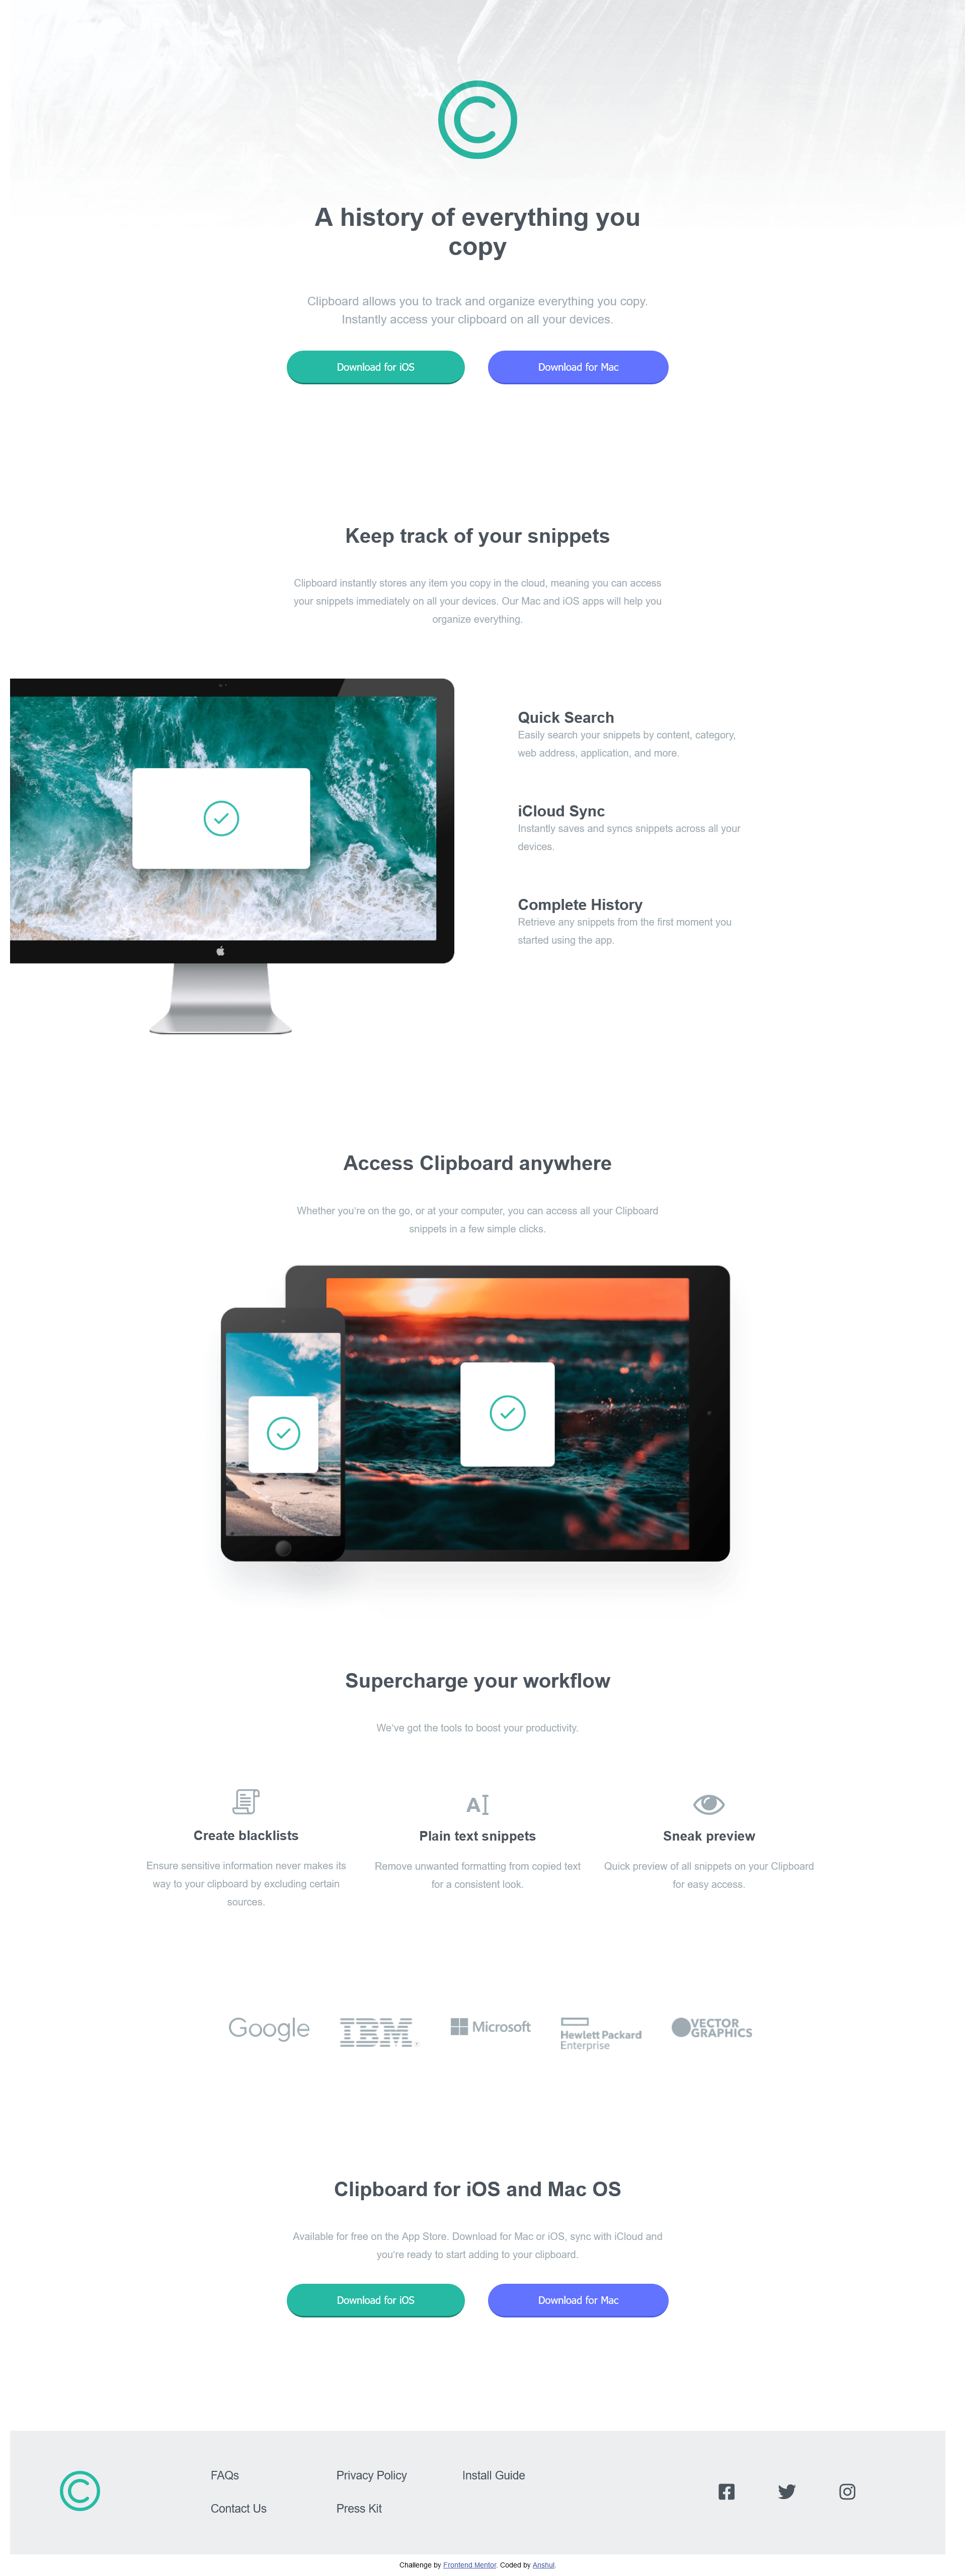 A history of everything you
copy
Clipboard allows you to track and organize everything you copy.
Instantly access your clipboard on all your devices.
Download for iOS
Download for Mac
Keep track of your snippets
Clipboard instantly stores any item you copy in the cloud, meaning you can access
your snippets immediately on all your devices. Our Mac and iOS apps will help you
organize everything.
Quick Search
Easily search your snippets by content, category,
web address, application, and more.
iCloud Sync
Instantly saves and syncs snippets across all your
devices.
Complete History
Retrieve any snippets from the first moment you
started using the app.
Access Clipboard anywhere
Whether you're on the go, or at your computer, you can access all your Clipboard
snippets in a few simple clicks.
Supercharge your workflow
We've got the tools to boost your productivity.
Create blacklists
Ensure sensitive information never makes its
way to your clipboard by excluding certain
sources.
Plain text snippets
Remove unwanted formatting from copied text
for a consistent look.
Sneak preview
Quick preview of all snippets on your Clipboard
for easy access.
Google
IBM
Microsoft
Hewlett Packard
Enterprise
VECTOR
GRAPHICS
Clipboard for iOS and Mac OS
Available for free on the App Store. Download for Mac or iOS, sync with iCloud and
you're ready to start adding to your clipboard.
Download for iOS
Download for Mac
FAQs
Privacy Policy
Install Guide
Contact Us
Press Kit
Challenge by Frontend Mentor. Coded by Anshul.